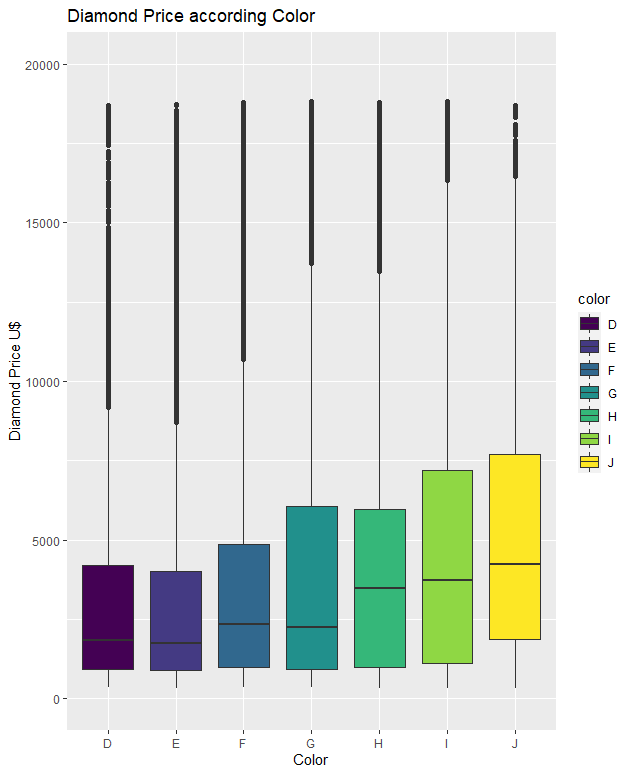 Diamond Price according Color
20000
15000
10000
5000
0
Diamond Price U$
D E F G H I J
Color
color
D
E
F
G
H
I
J